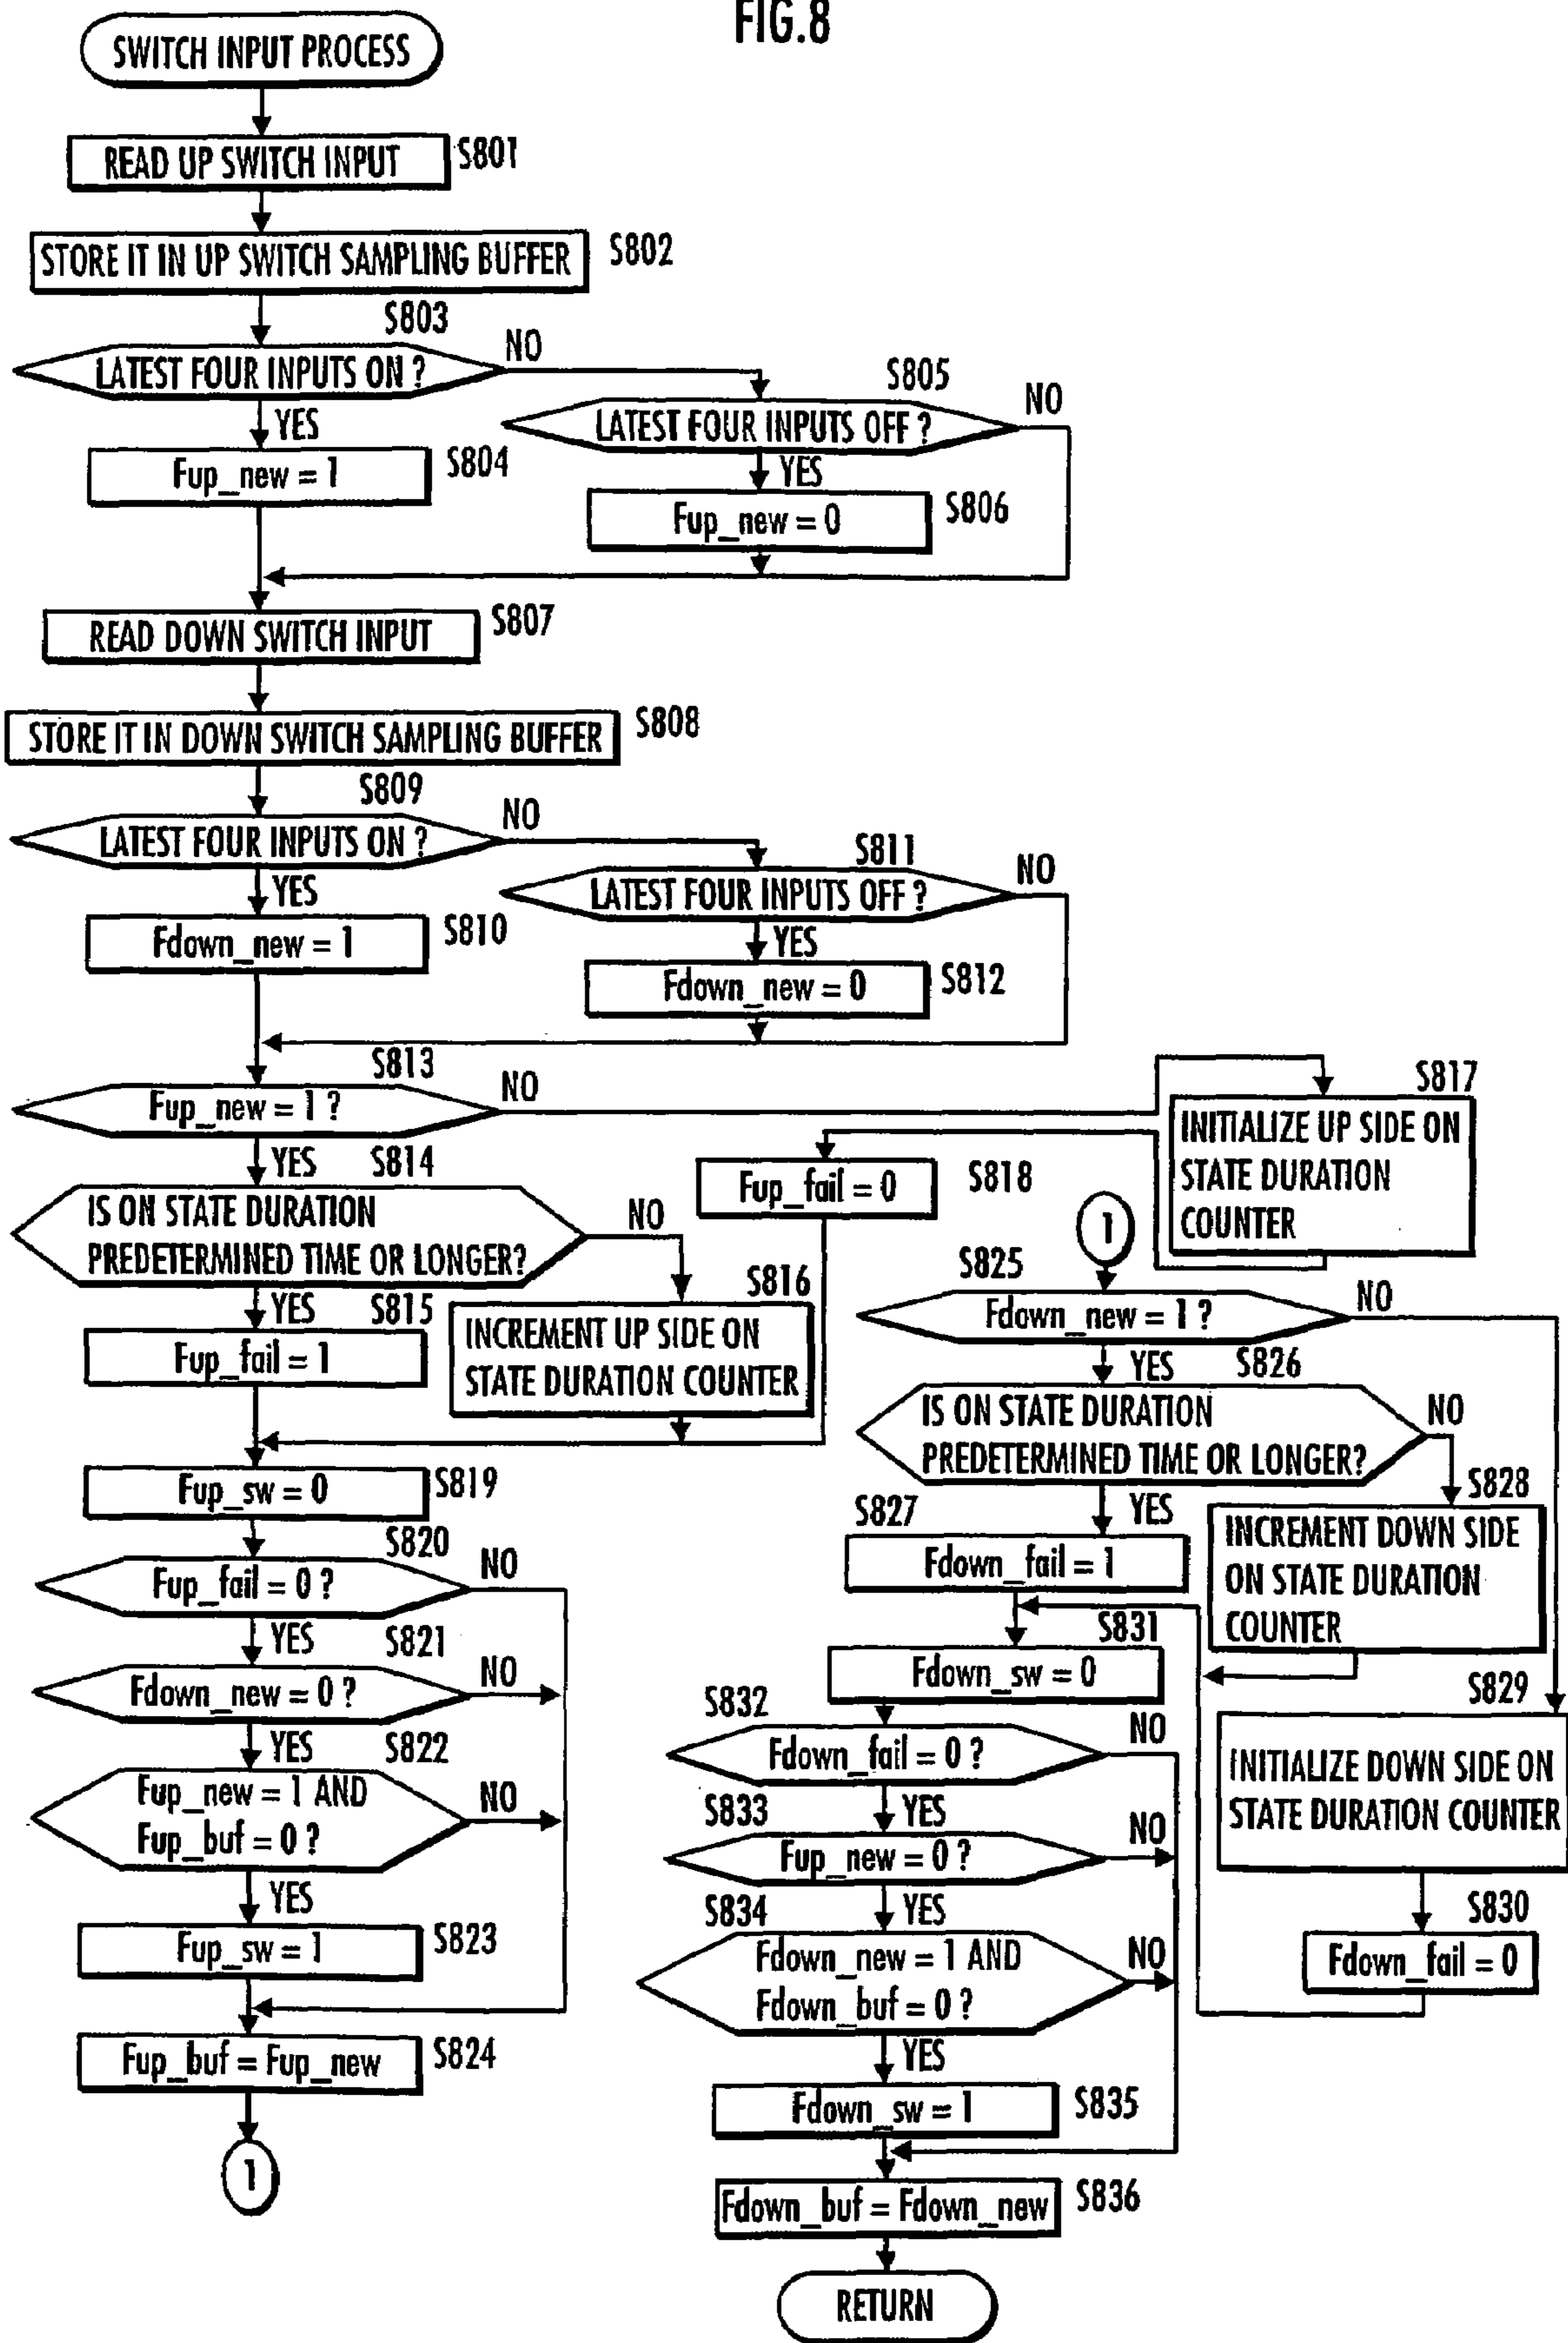 FIG.8
SWITCH INPUT PROCESS
READ UP SWITCH INPUT
S801
STORE IT IN UP SWITCH SAMPLING BUFFER
S802
S803
LATEST FOUR INPUTS ON ?
NO
YES
S805
LATEST FOUR INPUTS OFF ?
NO
YES
Fup_new = 1
S804
Fup_new = 0
S806
READ DOWN SWITCH INPUT
S807
STORE IT IN DOWN SWITCH SAMPLING BUFFER
S808
S809
LATEST FOUR INPUTS ON ?
NO
YES
S811
LATEST FOUR INPUTS OFF ?
NO
YES
Fdown_new = 1
S810
Fdown_new = 0
S812
S813
Fup_new = 1 ?
NO
YES
S817
INITIALIZE UP SIDE ON
STATE DURATION
COUNTER
Fup_fail = 0
S818
S814
IS ON STATE DURATION
PREDETERMINED TIME OR LONGER?
NO
YES
S815
Fup_fail = 1
S816
INCREMENT UP SIDE ON
STATE DURATION COUNTER
Fup_sw = 0
S819
S820
Fup_fail = 0 ?
NO
YES
S821
Fdown_new = 0 ?
NO
YES
S822
Fup_new = 1 AND
Fup_buf = 0 ?
NO
YES
Fup_sw = 1
S823
Fup_buf = Fup_new
S824
1
1
S825
Fdown_new = 1 ?
NO
YES
S826
IS ON STATE DURATION
PREDETERMINED TIME OR LONGER?
NO
YES
S827
Fdown_fail = 1
S828
INCREMENT DOWN SIDE
ON STATE DURATION
COUNTER
S829
INITIALIZE DOWN SIDE ON
STATE DURATION COUNTER
S830
Fdown_fail = 0
S831
Fdown_sw = 0
S832
Fdown_fail = 0 ?
NO
YES
S833
Fup_new = 0 ?
NO
YES
S834
Fdown_new = 1 AND
Fdown_buf = 0 ?
NO
YES
Fdown_sw = 1
S835
Fdown_buf = Fdown_new
S836
RETURN